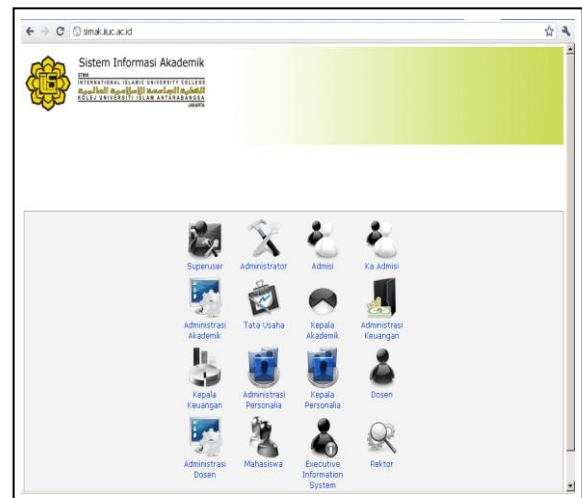 simak.iiuc.ac.id
Sistem Informasi Akademik
STMIK
INTERNATIONAL ISLAMIC UNIVERSITY COLLEGE
KOLEJ UNIVERSITI ISLAM ANTARABANGSA
JAKARTA
Superuser Administrator Admisi Ka Admisi
Administrasi Akademik
Tata Usaha
Kepala Akademik
Administrasi Keuangan
Kepala Keuangan
Administrasi Personalia
Kepala Personalia
Dosen
Administrasi Dosen
Mahasiswa
Executive Information System
Rektor